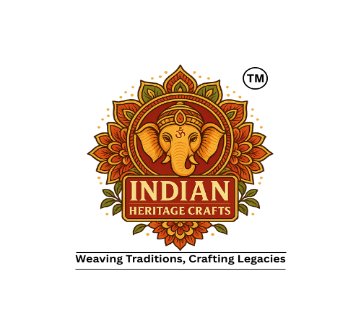 TM
ॐ
INDIAN
HERITAGE CRAFTS
Weaving Traditions, Crafting Legacies